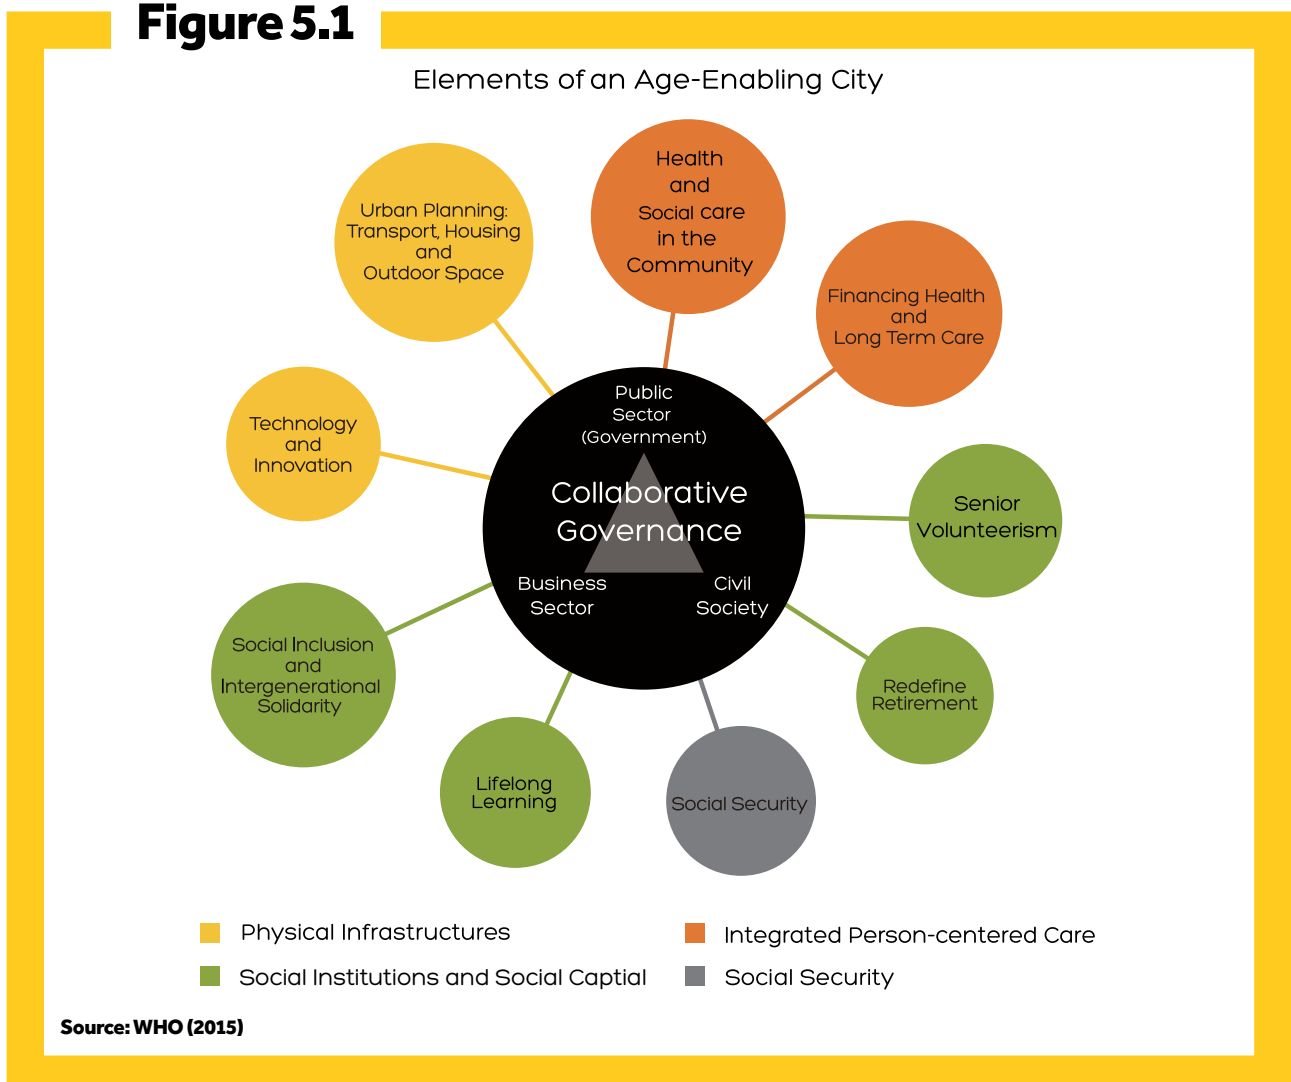 Figure 5.1
Elements of an Age-Enabling City
Urban Planning:
Transport, Housing
and
Outdoor Space
Health
and
Social care
in the
Community
Financing Health
and
Long Term Care
Technology
and
Innovation
Public
Sector
(Government)
Collaborative
Governance
Business
Sector
Civil
Society
Senior
Volunteerism
Social Inclusion
and
Intergenerational
Solidarity
Redefine
Retirement
Lifelong
Learning
Social Security
Physical Infrastructures
Integrated Person-centered Care
Social Institutions and Social Captial
Social Security
Source: WHO (2015)